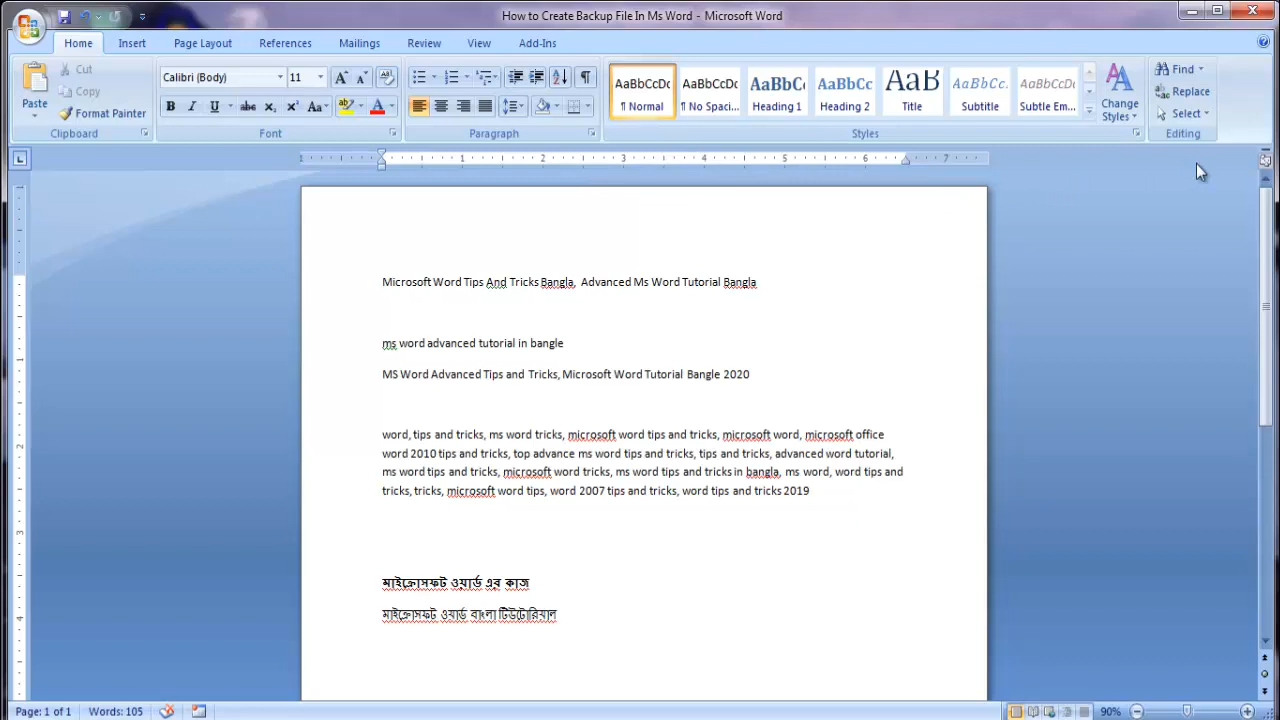 How to Create Backup File In Ms Word - Microsoft Word
Home Insert Page Layout References Mailings Review View Add-Ins
Paste
Cut
Copy
Format Painter
Clipboard
Calibri (Body) 11
Font
Paragraph
AaBbCcDc AaBbCcDc AaBbC AaBbCc AaB AaBbCc. AaBbCcDc
¶ Normal ¶ No Spaci... Heading 1 Heading 2 Title Subtitle Subtle Em...
Change Styles
Styles
Find
Replace
Select
Editing
1 1 2 3 4 5 6 7
Microsoft Word Tips And Tricks Bangla, Advanced Ms Word Tutorial Bangla
ms word advanced tutorial in bangle
MS Word Advanced Tips and Tricks, Microsoft Word Tutorial Bangle 2020
word, tips and tricks, ms word tricks, microsoft word tips and tricks, microsoft word, microsoft office
word 2010 tips and tricks, top advance ms word tips and tricks, tips and tricks, advanced word tutorial,
ms word tips and tricks, microsoft word tricks, ms word tips and tricks in bangla, ms word, word tips and
tricks, tricks, microsoft word tips, word 2007 tips and tricks, word tips and tricks 2019
মাইক্রোসফট ওয়ার্ড এর কাজ
মাইক্রোসফট ওয়ার্ড বাংলা টিউটোরিয়াল
Page: 1 of 1 Words: 105 90%